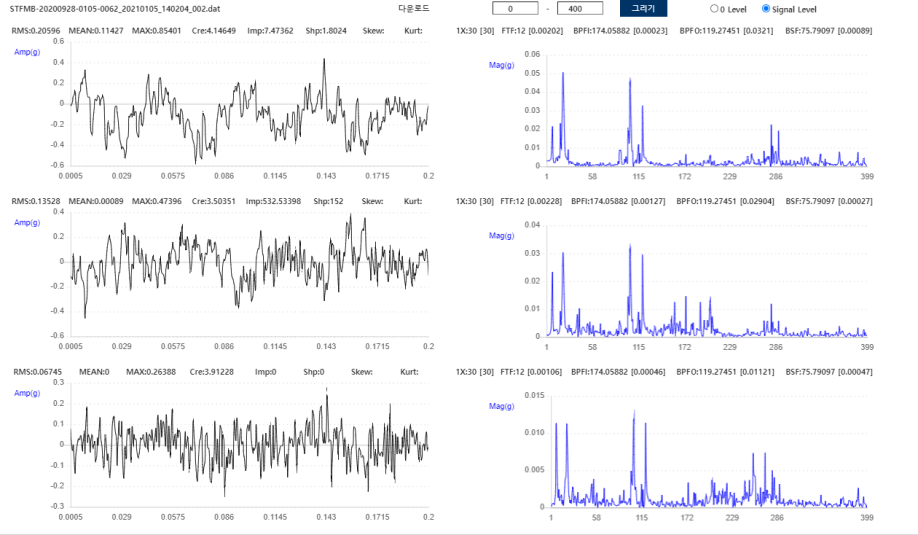 STFMB-20200928-0105-0062_20210105_140204_002.dat 다운로드 0 - 400 그리기 0 Level Signal Level
RMS:0.20596 MEAN:0.11427 MAX:0.85401 Cre:4.14649 Imp:7.47362 Shp:1.8024 Skew: Kurt:
1X:30 [30] FTF:12 [0.00202] BPFI:174.05882 [0.00023] BPFO:119.27451 [0.0321] BSF:75.79097 [0.00089]
Amp(g)
0.6
0.4
0.2
0
-0.2
-0.4
-0.6
0.0005 0.029 0.0575 0.086 0.1145 0.143 0.1715 0.2
Mag(g)
0.06
0.05
0.04
0.03
0.02
0.01
0
1 58 115 172 229 286 399
RMS:0.13528 MEAN:0.00089 MAX:0.47396 Cre:3.50351 Imp:532.53398 Shp:152 Skew: Kurt:
1X:30 [30] FTF:12 [0.00228] BPFI:174.05882 [0.00127] BPFO:119.27451 [0.02904] BSF:75.79097 [0.00027]
Amp(g)
0.4
0.2
0
-0.2
-0.4
-0.6
0.0005 0.029 0.0575 0.086 0.1145 0.143 0.1715 0.2
Mag(g)
0.04
0.03
0.02
0.01
0
1 58 115 172 229 286 399
RMS:0.06745 MEAN:0 MAX:0.26388 Cre:3.91228 Imp:0 Shp:0 Skew: Kurt:
1X:30 [30] FTF:12 [0.00106] BPFI:174.05882 [0.00046] BPFO:119.27451 [0.01121] BSF:75.79097 [0.00047]
Amp(g)
0.3
0.2
0.1
0
-0.1
-0.2
-0.3
0.0005 0.029 0.0575 0.086 0.1145 0.143 0.1715 0.2
Mag(g)
0.015
0.010
0.005
0
1 58 115 172 229 286 399